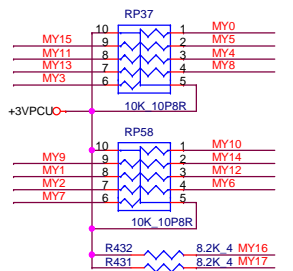 RP37
10 1 MY0
MY15 9 2 MY5
MY11 8 3 MY4
MY13 7 4 MY8
MY3 6 5
+3VPCU
10K_10P8R
RP58
10 1 MY10
MY9 9 2 MY14
MY1 8 3 MY12
MY2 7 4 MY6
MY7 6 5
10K_10P8R
R432 8.2K_4 MY16
R431 8.2K_4 MY17